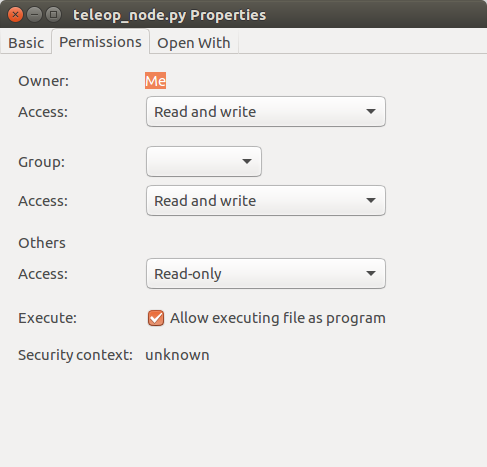 teleop_node.py Properties
Basic Permissions Open With
Owner: Me
Access: Read and write
Group:
Access: Read and write
Others
Access: Read-only
Execute: Allow executing file as program
Security context: unknown